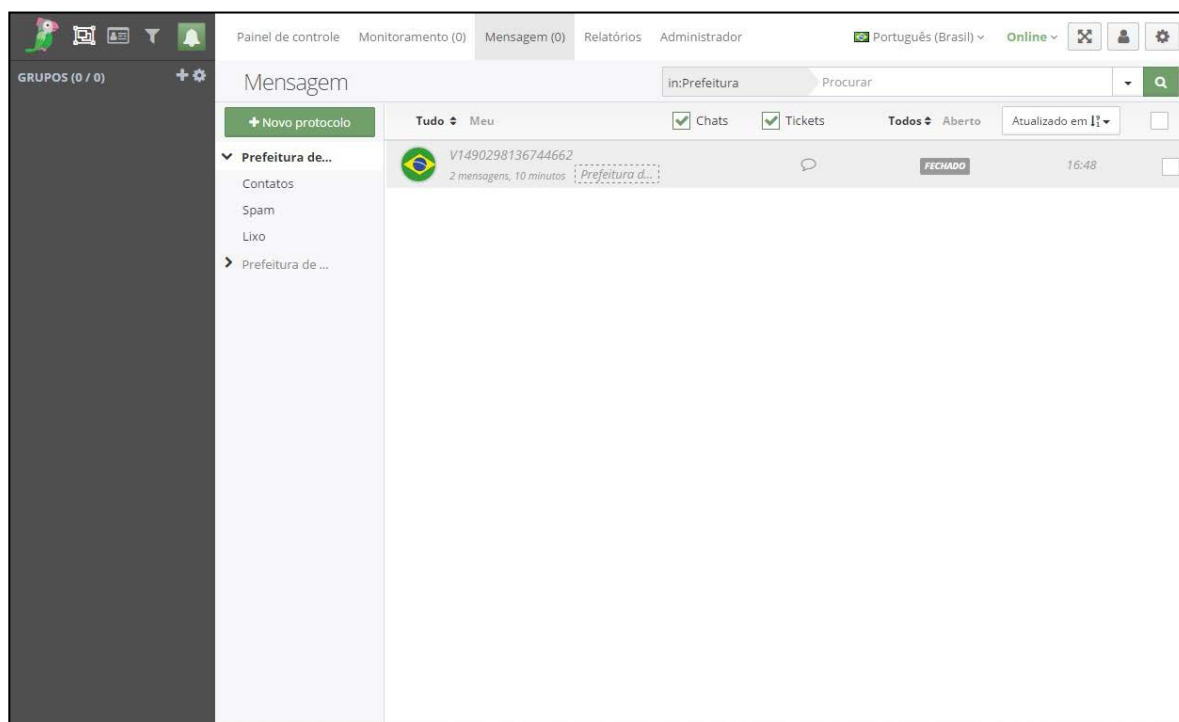 Painel de controle Monitoramento (0) Mensagem (0) Relatórios Administrador Português (Brasil) Online
GRUPOS (0 / 0)
Mensagem in:Prefeitura Procurar
+ Novo protocolo Tudo Meu Chats Tickets Todos Aberto Atualizado em
Prefeitura de...
V1490298136744662
2 mensagens, 10 minutos Prefeitura d... FECHADO 16:48
Contatos
Spam
Lixo
Prefeitura de ...